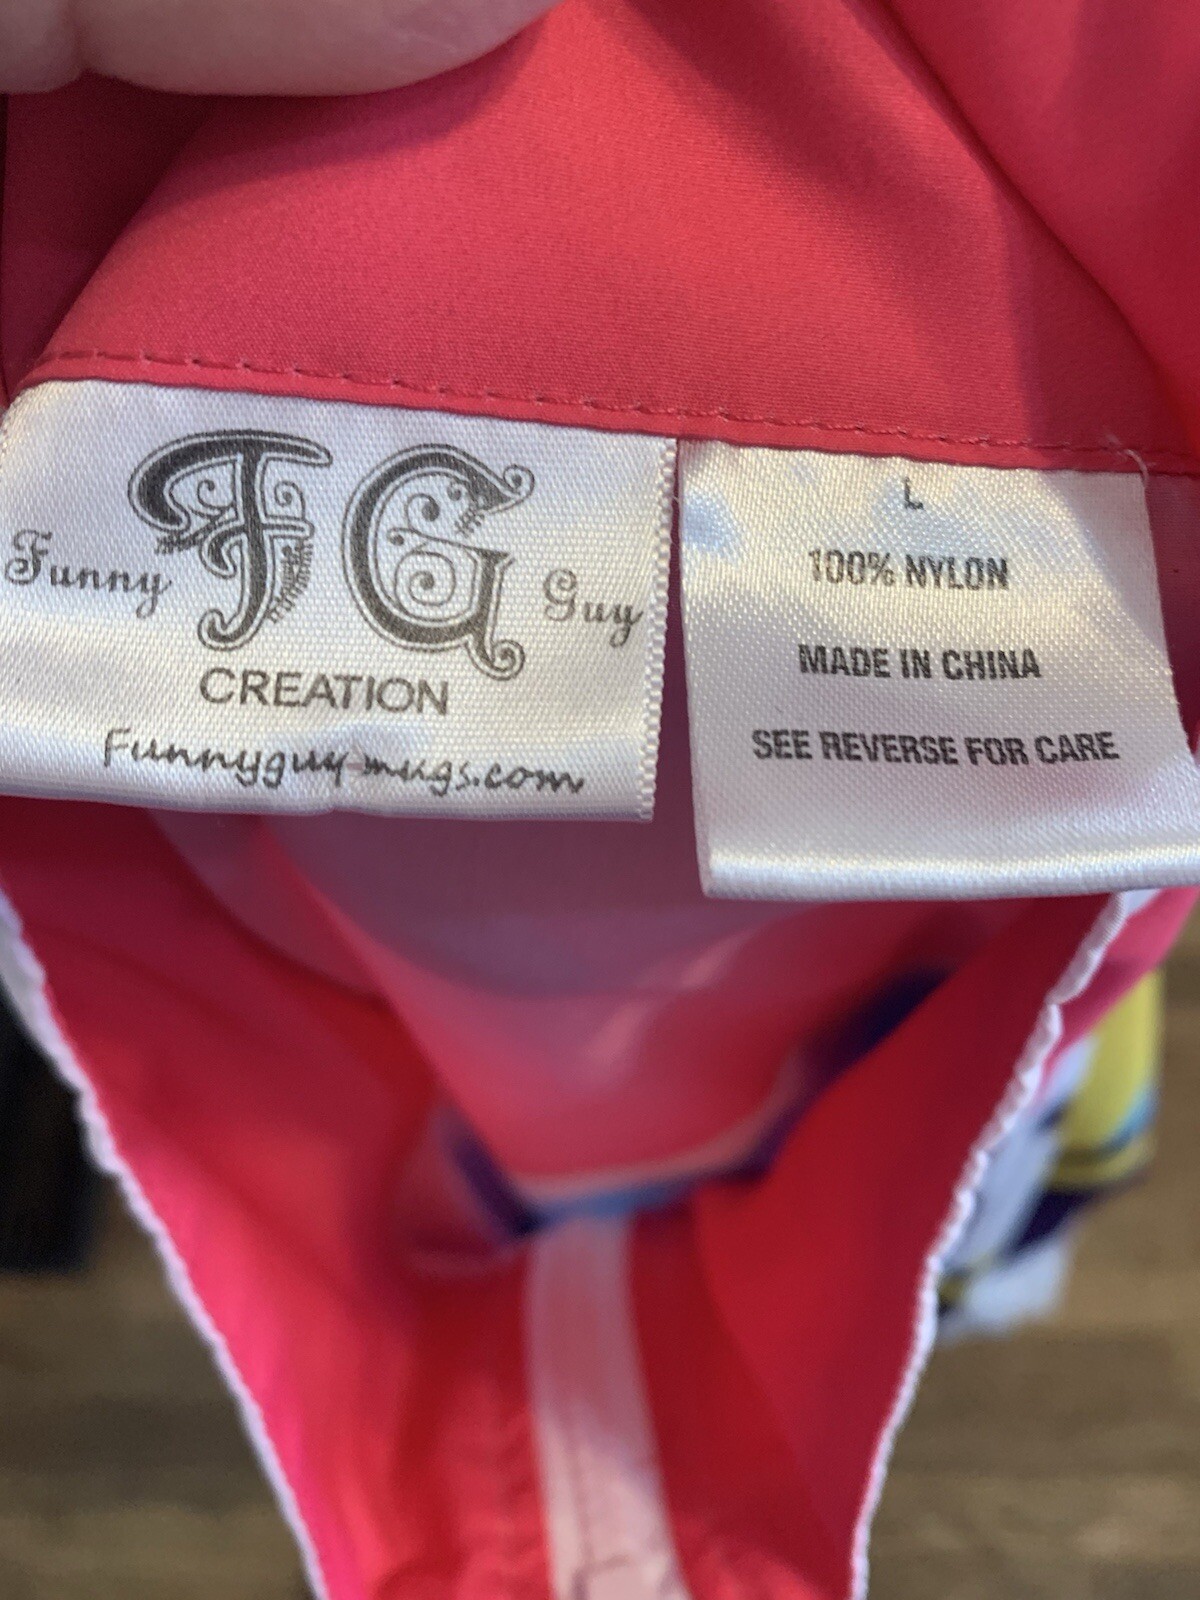 FG
Funny Guy
CREATION
Funnyguy-mugs.com
L
100% NYLON
MADE IN CHINA
SEE REVERSE FOR CARE